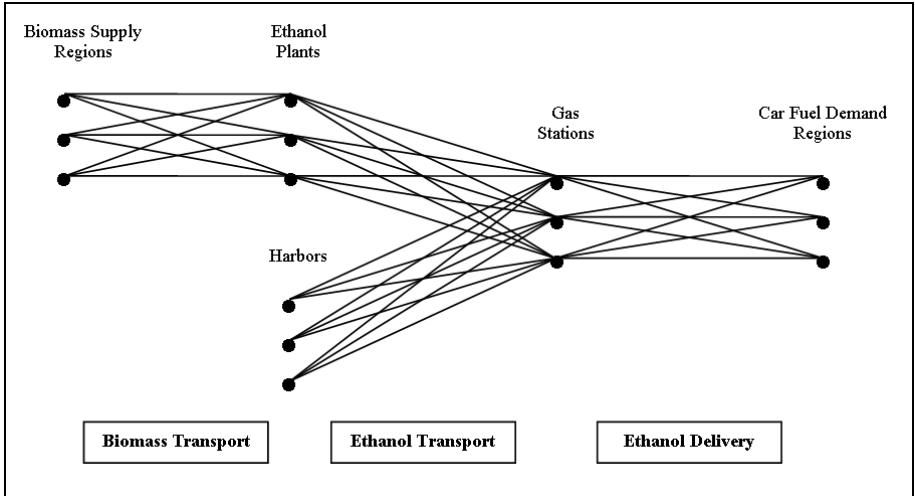 Biomass Supply
Regions
Ethanol
Plants
Gas
Stations
Car Fuel Demand
Regions
Harbors
Biomass Transport
Ethanol Transport
Ethanol Delivery